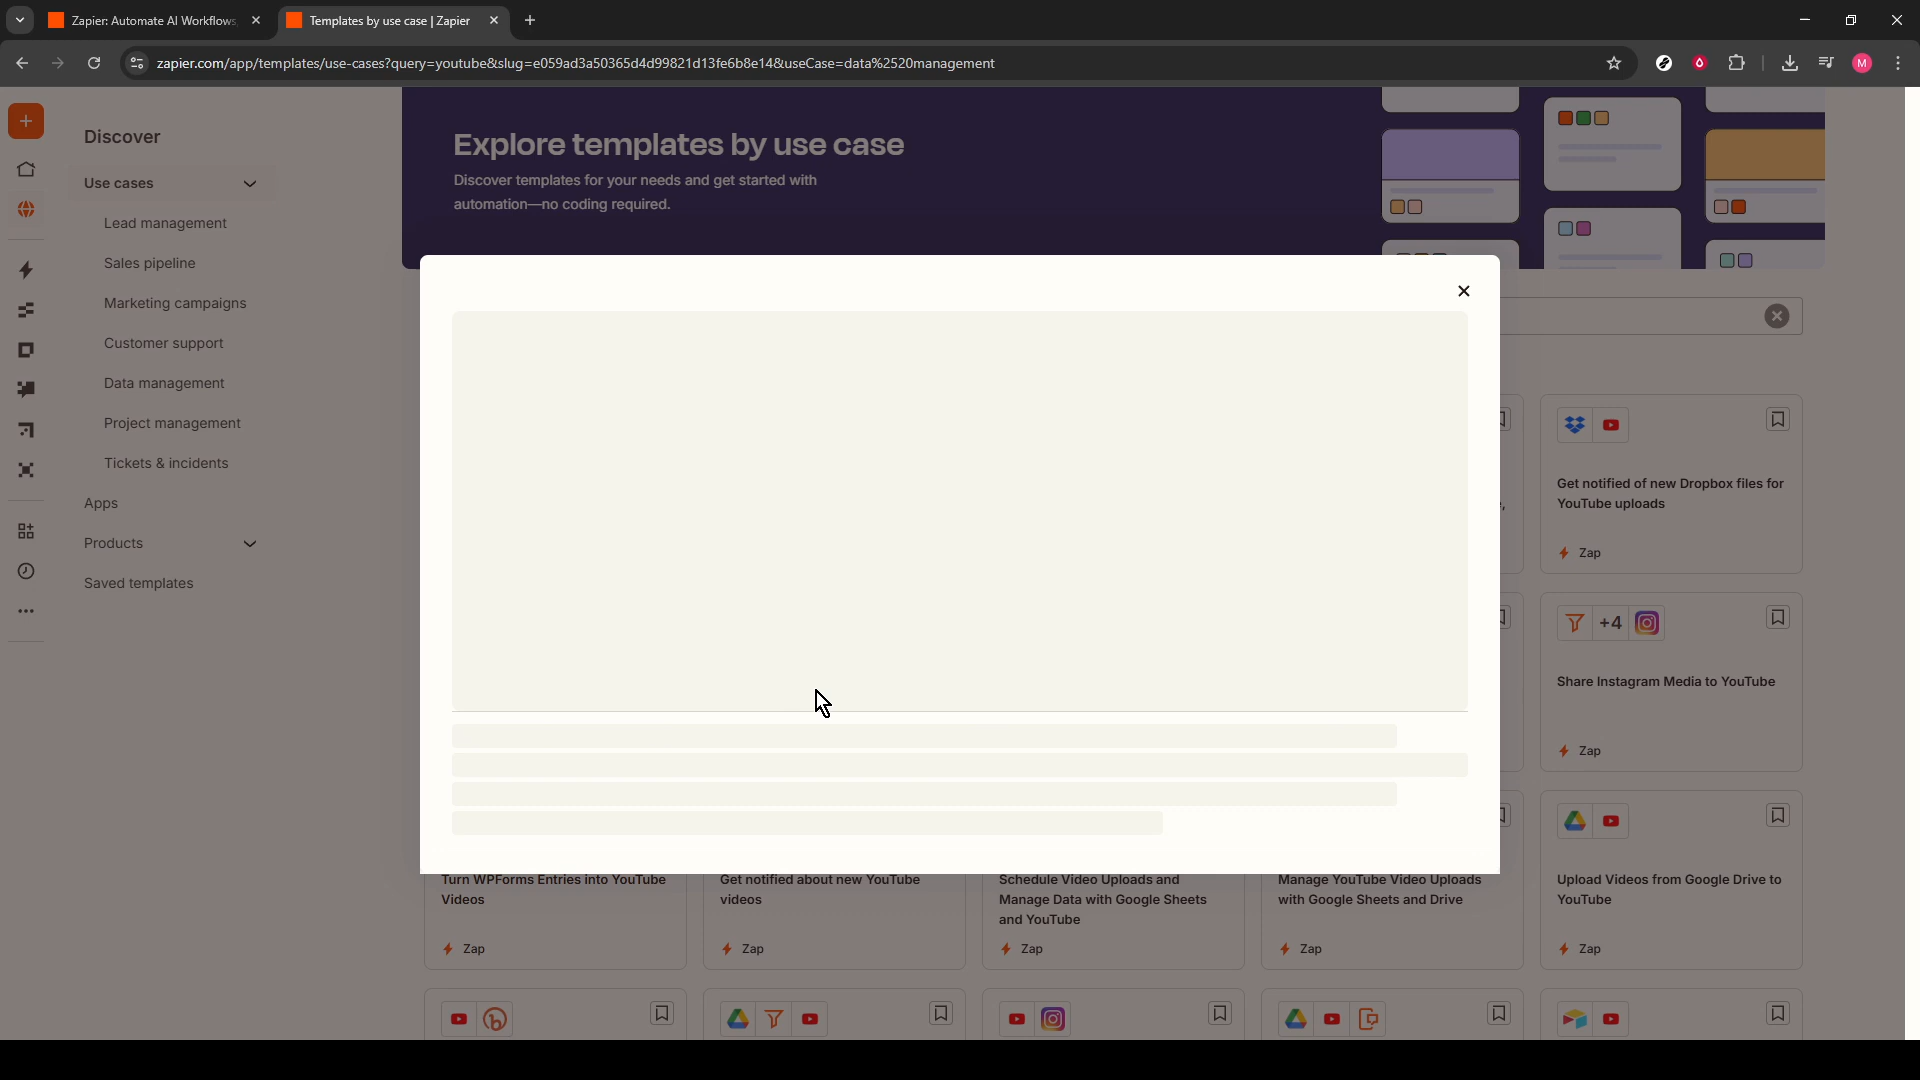 Zapier: Automate AI Workflows,
Templates by use case | Zapier
zapier.com/app/templates/use-cases?query=youtube&slug=e059ad3a50365d4d99821d13fe6b8e14&useCase=data%2520management
M
Discover
Use cases
Lead management
Sales pipeline
Marketing campaigns
Customer support
Data management
Project management
Tickets & incidents
Apps
Products
Saved templates
Explore templates by use case
Discover templates for your needs and get started with
automation—no coding required.
Get notified of new Dropbox files for
YouTube uploads
Zap
+4
Share Instagram Media to YouTube
Zap
Turn WPForms Entries into YouTube
Videos
Zap
Get notified about new YouTube
videos
Zap
Schedule Video Uploads and
Manage Data with Google Sheets
and YouTube
Zap
Manage YouTube Video Uploads
with Google Sheets and Drive
Zap
Upload Videos from Google Drive to
YouTube
Zap